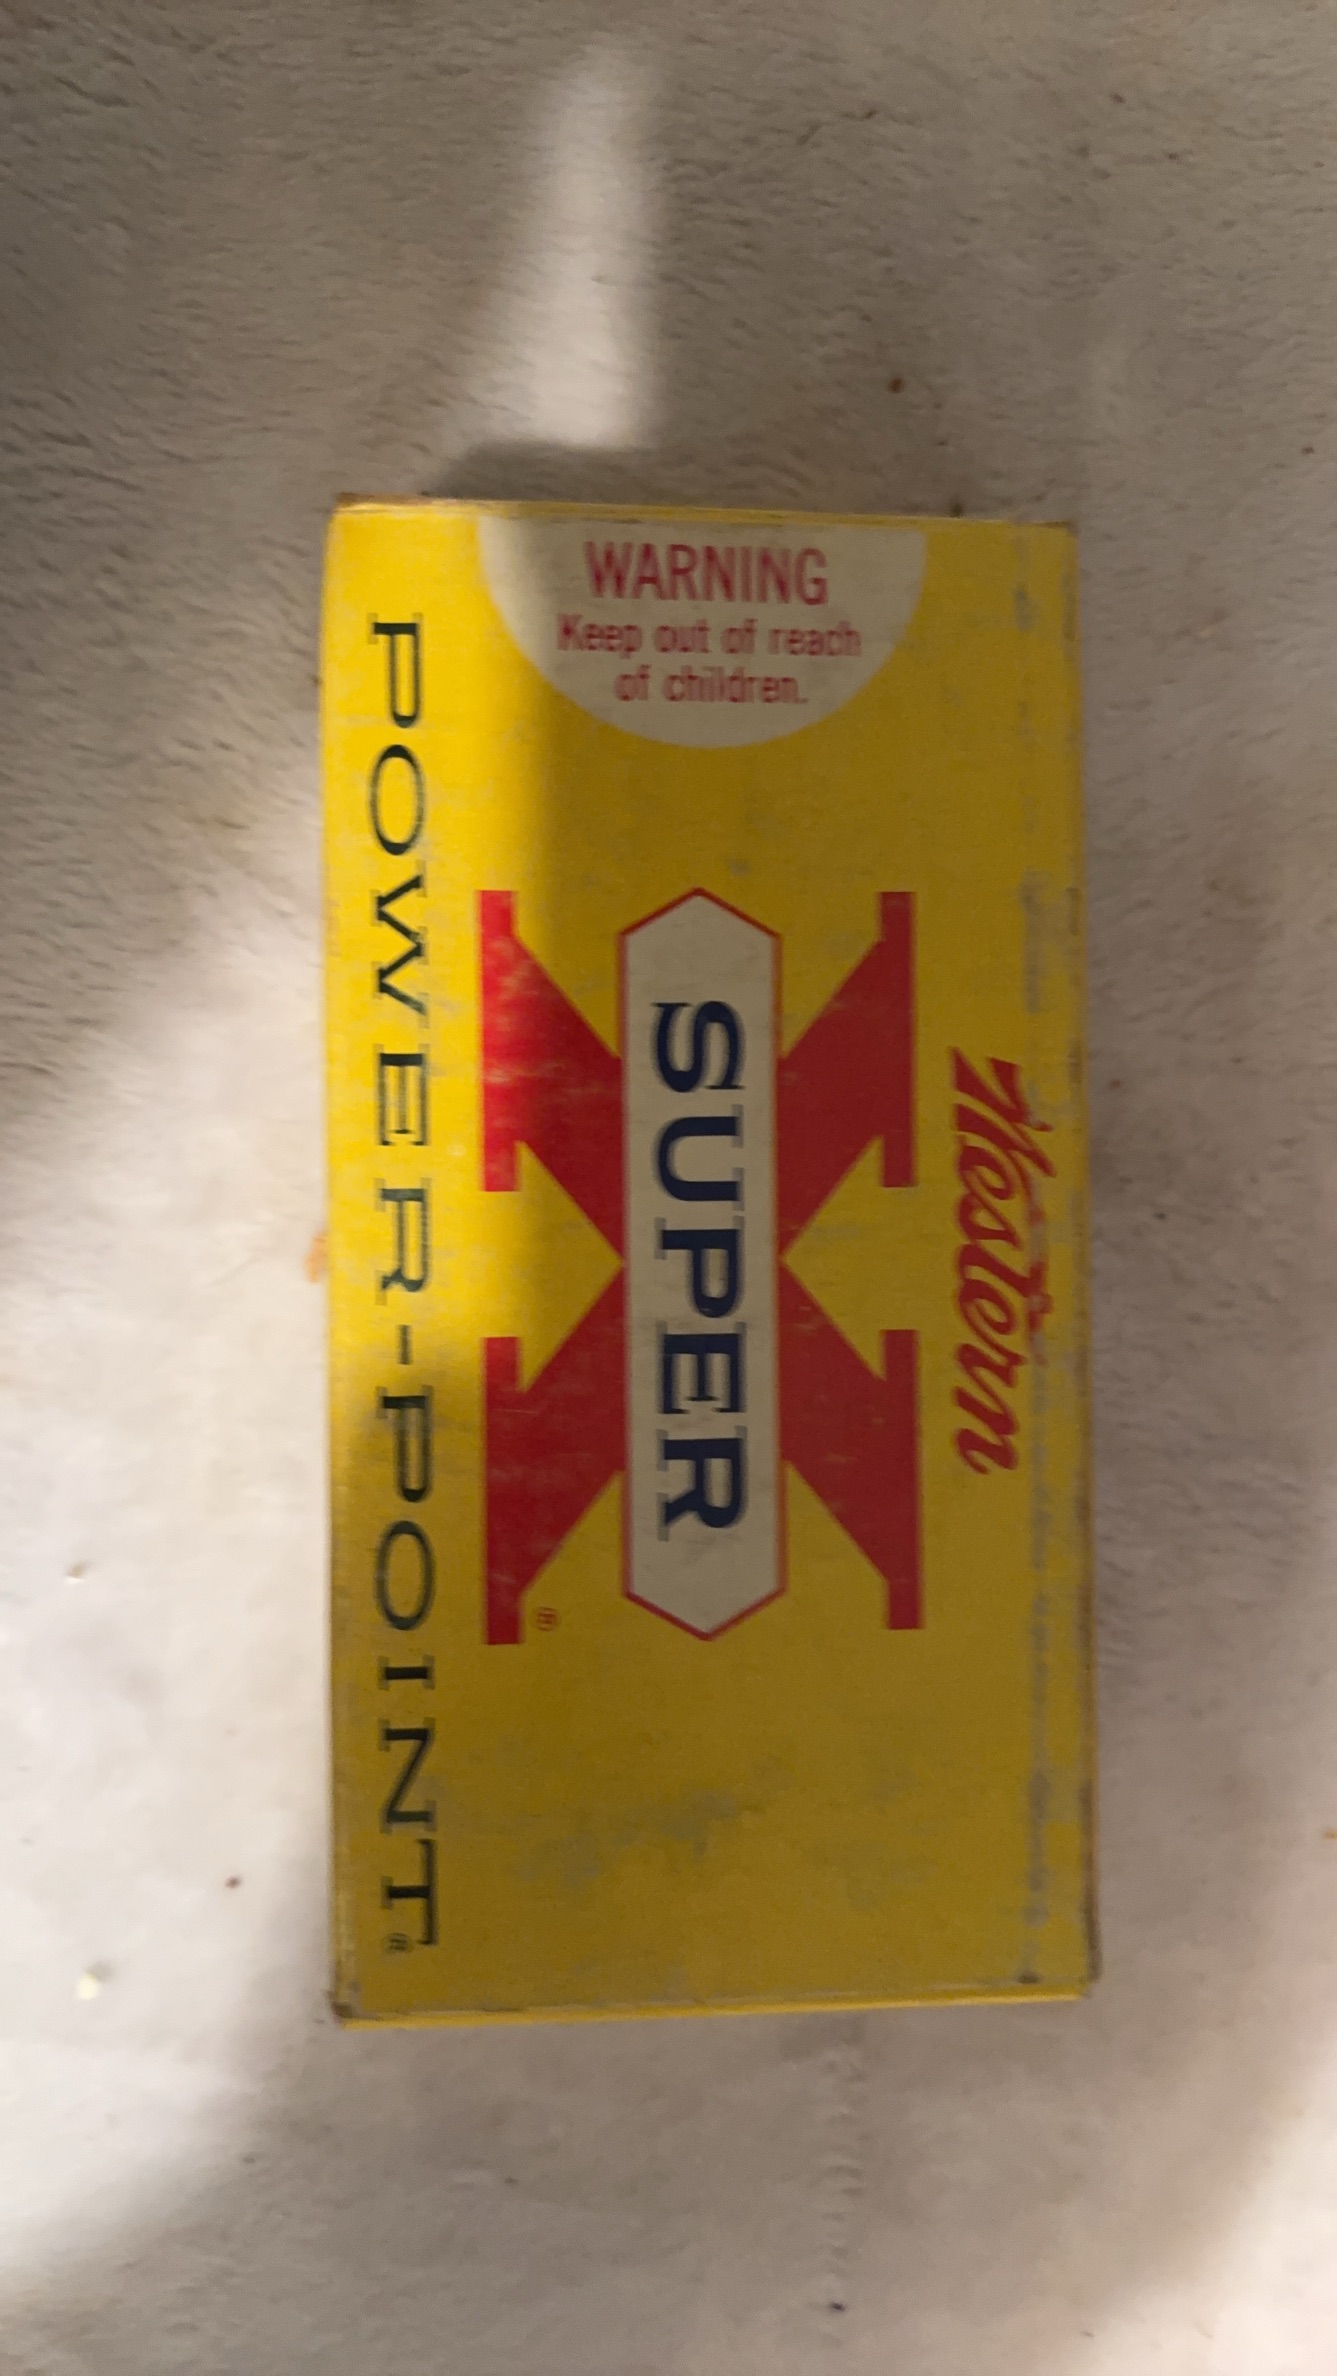 WARNING
Keep out of reach
of children.
Western
SUPER
X®
POWER-POINT®